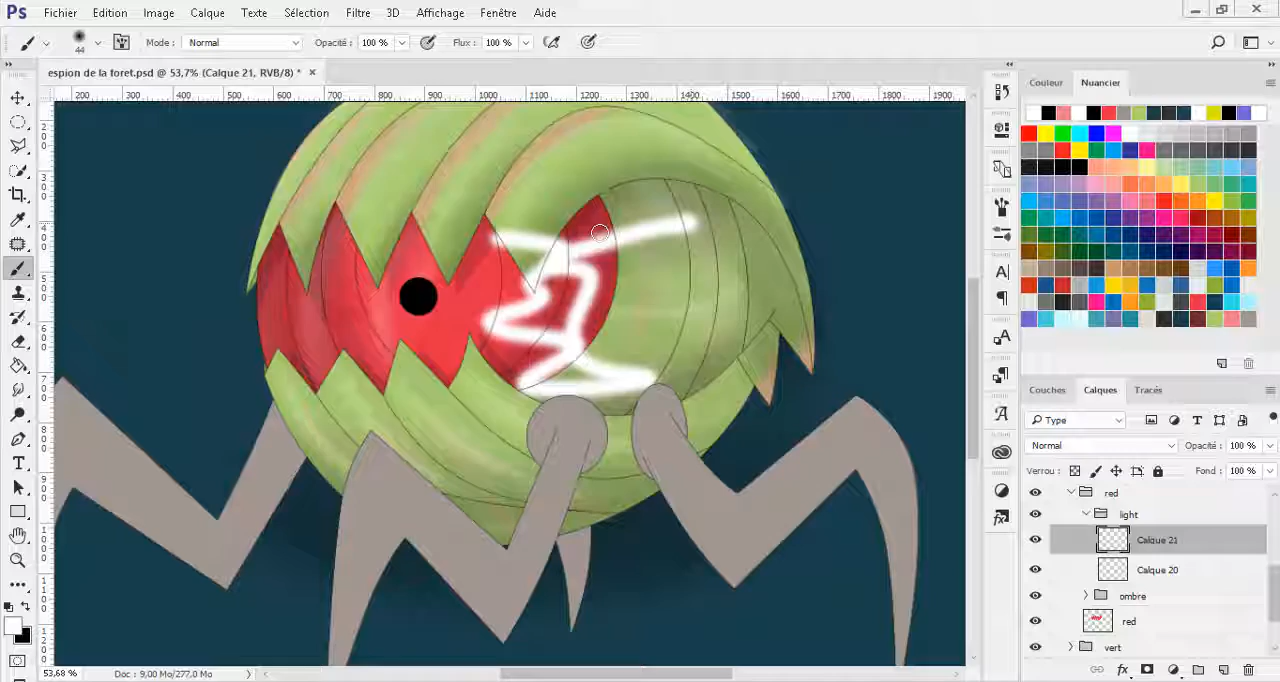 Ps Fichier Edition Image Calque Texte Sélection Filtre 3D Affichage Fenêtre Aide
44 Mode : Normal Opacité : 100 % Flux : 100 %
espion de la foret.psd @ 53,7% (Calque 21, RVB/8) * ×
200 300 400 500 600 700 800 900 1000 1100 1200 1300 1400 1500 1600 1700 1800 1900
Couleur Nuancier
Couches Calques Tracés
Type
Normal Opacité : 100 %
Verrou : Fond : 100 %
red
light
Calque 21
Calque 20
ombre
red
vert
53,68 % Doc : 9,00 Mo/277,0 Mo